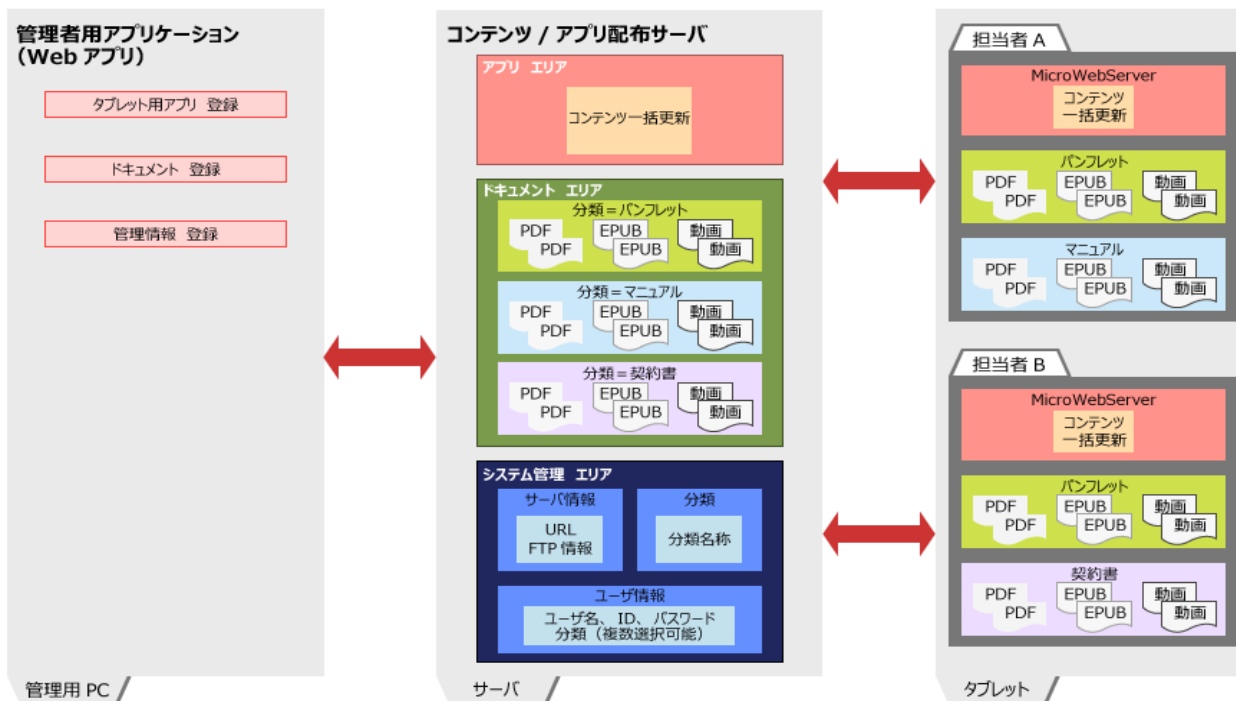 管理者用アプリケーション
（Web アプリ）
タブレット用アプリ 登録
ドキュメント 登録
管理情報 登録
管理用 PC
コンテンツ / アプリ配布サーバ
アプリ エリア
コンテンツ一括更新
ドキュメント エリア
分類＝パンフレット
PDF
PDF
EPUB
EPUB
動画
動画
分類＝マニュアル
PDF
PDF
EPUB
EPUB
動画
動画
分類＝契約書
PDF
PDF
EPUB
EPUB
動画
動画
システム管理 エリア
サーバ情報
URL
FTP 情報
分類
分類名称
ユーザ情報
ユーザ名、ID、パスワード
分類（複数選択可能）
サーバ
担当者 A
MicroWebServer
コンテンツ
一括更新
パンフレット
PDF
PDF
EPUB
EPUB
動画
動画
マニュアル
PDF
PDF
EPUB
EPUB
動画
動画
担当者 B
MicroWebServer
コンテンツ
一括更新
パンフレット
PDF
PDF
EPUB
EPUB
動画
動画
契約書
PDF
PDF
EPUB
EPUB
動画
動画
タブレット